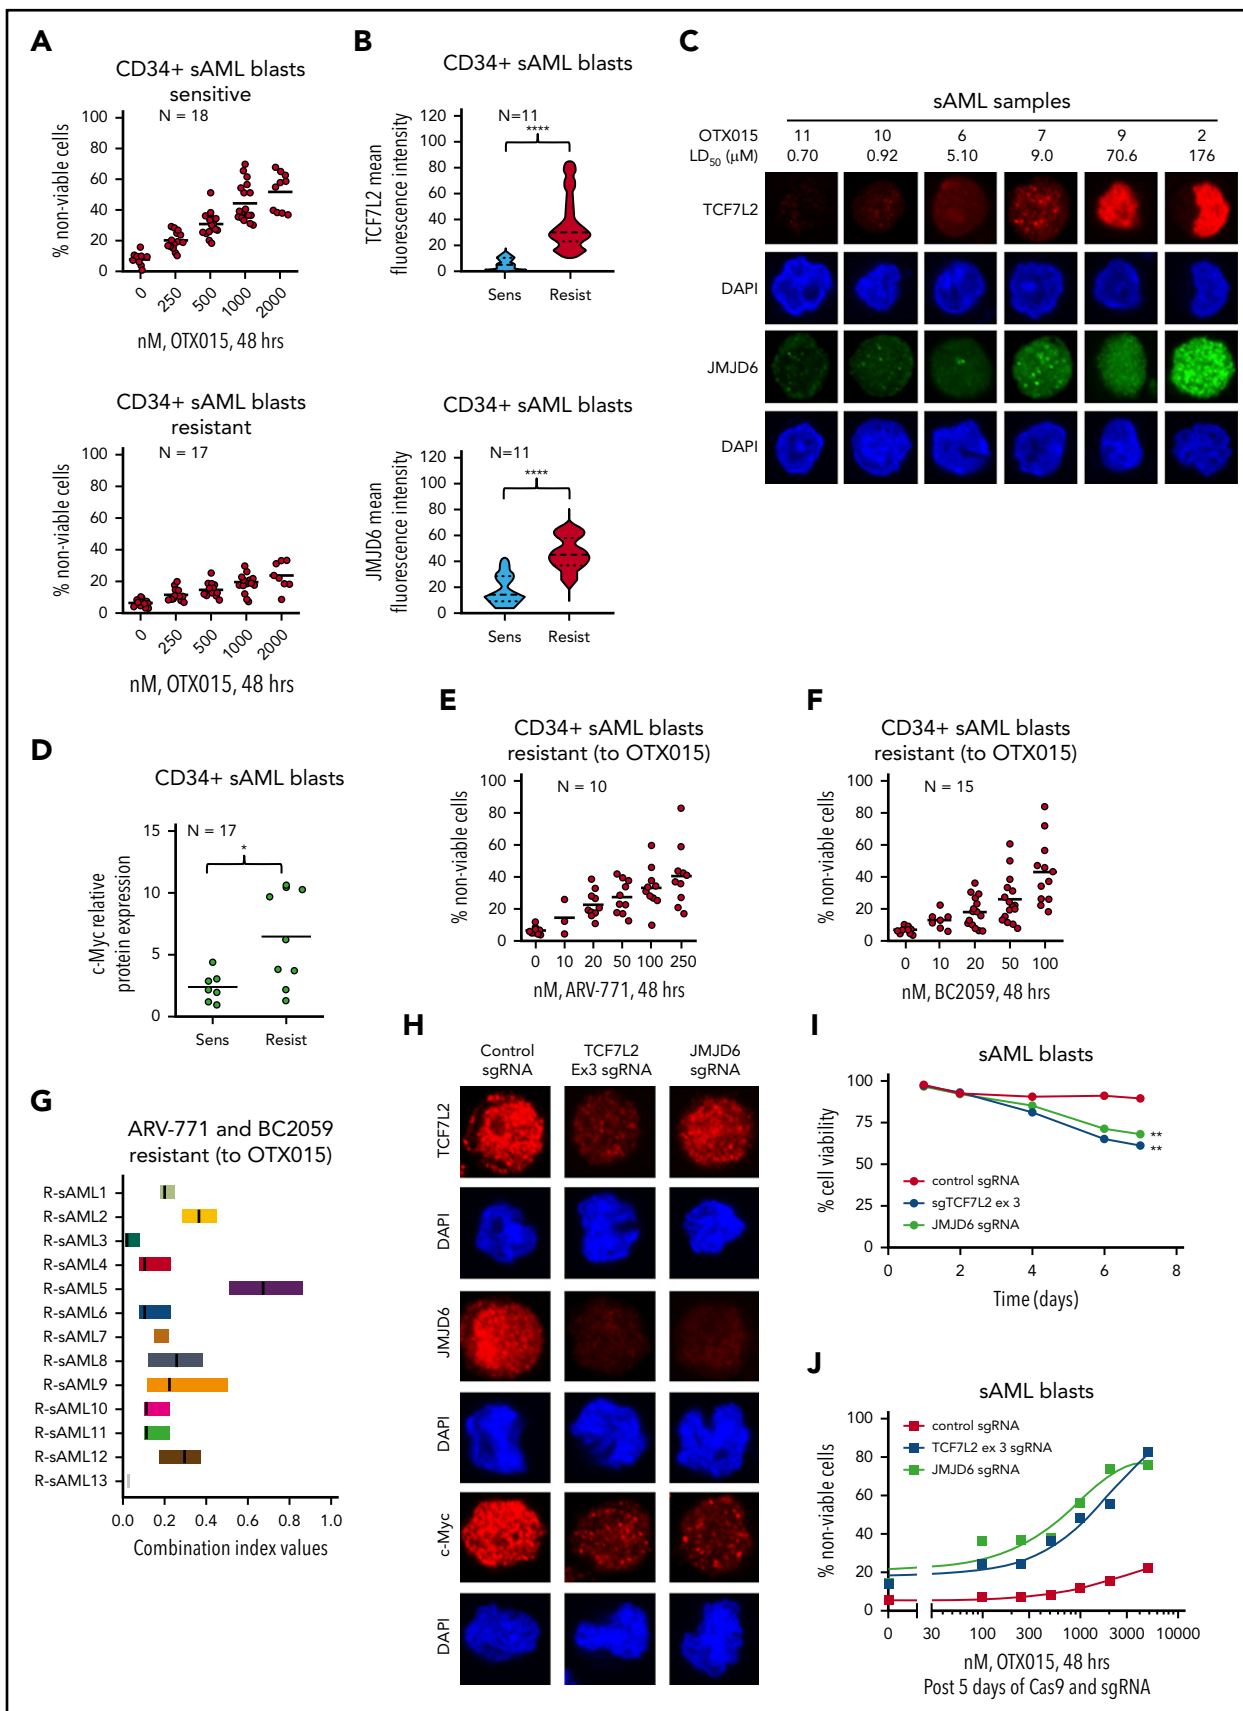 A
CD34+ sAML blasts
sensitive
N = 18
% non-viable cells
100
80
60
40
20
0
0
250
500
1000
2000
nM, OTX015, 48 hrs
CD34+ sAML blasts
resistant
N = 17
% non-viable cells
100
80
60
40
20
0
0
250
500
1000
2000
nM, OTX015, 48 hrs
B
CD34+ sAML blasts
N=11
****
TCF7L2 mean
fluorescence intensity
120
100
80
60
40
20
0
Sens Resist
CD34+ sAML blasts
N=11
****
JMJD6 mean
fluorescence intensity
120
100
80
60
40
20
0
Sens Resist
C
sAML samples
OTX015 11 10 6 7 9 2
LD50 (μM) 0.70 0.92 5.10 9.0 70.6 176
TCF7L2
DAPI
JMJD6
DAPI
D
CD34+ sAML blasts
N = 17
*
c-Myc relative
protein expression
15
10
5
0
Sens Resist
E
CD34+ sAML blasts
resistant (to OTX015)
N = 10
% non-viable cells
100
80
60
40
20
0
0 10 20 50 100 250
nM, ARV-771, 48 hrs
F
CD34+ sAML blasts
resistant (to OTX015)
N = 15
% non-viable cells
100
80
60
40
20
0
0 10 20 50 100
nM, BC2059, 48 hrs
G
ARV-771 and BC2059
resistant (to OTX015)
R-sAML1
R-sAML2
R-sAML3
R-sAML4
R-sAML5
R-sAML6
R-sAML7
R-sAML8
R-sAML9
R-sAML10
R-sAML11
R-sAML12
R-sAML13
0.0 0.2 0.4 0.6 0.8 1.0
Combination index values
H
Control
sgRNA
TCF7L2
Ex3 sgRNA
JMJD6
sgRNA
TCF7L2
DAPI
JMJD6
DAPI
c-Myc
DAPI
I
sAML blasts
% cell viability
100
75
50
25
0
**
**
control sgRNA
sgTCF7L2 ex 3
JMJD6 sgRNA
0 2 4 6 8
Time (days)
J
sAML blasts
% non-viable cells
100
80
60
40
20
0
control sgRNA
TCF7L2 ex 3 sgRNA
JMJD6 sgRNA
0 30 100 300 1000 3000 10000
nM, OTX015, 48 hrs
Post 5 days of Cas9 and sgRNA